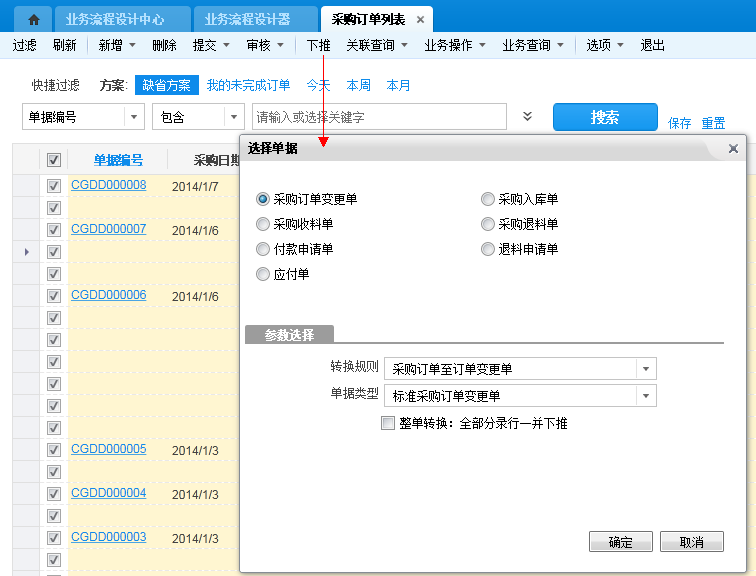 业务流程设计中心 业务流程设计器 采购订单列表
过滤 刷新 新增 删除 提交 审核 下推 关联查询 业务操作 业务查询 选项 退出
快捷过滤 方案: 缺省方案 我的未完成订单 今天 本周 本月
单据编号 包含 请输入或选择关键字 搜索 保存 重置
选择单据
单据编号 采购日期
CGDD000008 2014/1/7
CGDD000007 2014/1/6
CGDD000006 2014/1/6
CGDD000005 2014/1/3
CGDD000004 2014/1/3
CGDD000003 2014/1/3
采购订单变更单 采购入库单
采购收料单 采购退料单
付款申请单 退料申请单
应付单
参数选择
转换规则 采购订单至订单变更单
单据类型 标准采购订单变更单
整单转换：全部分录行一并下推
确定 取消